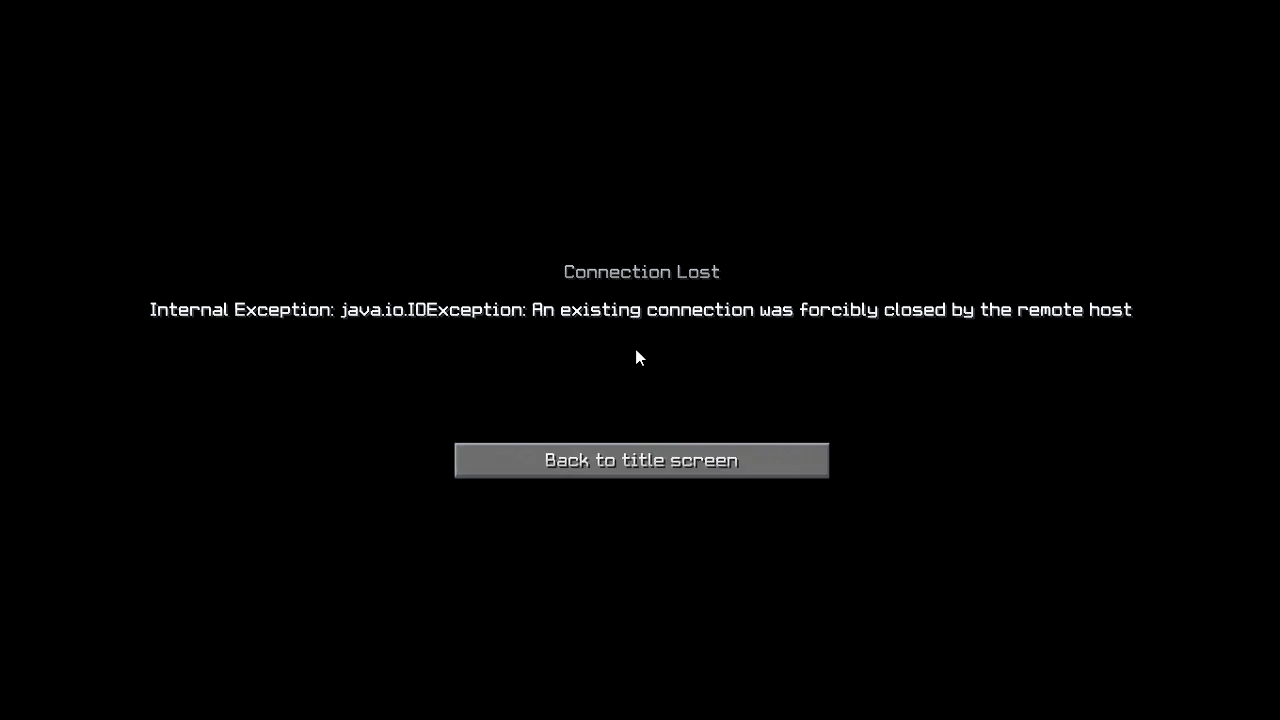 Connection Lost
Internal Exception: java.io.IOException: An existing connection was forcibly closed by the remote host
Back to title screen